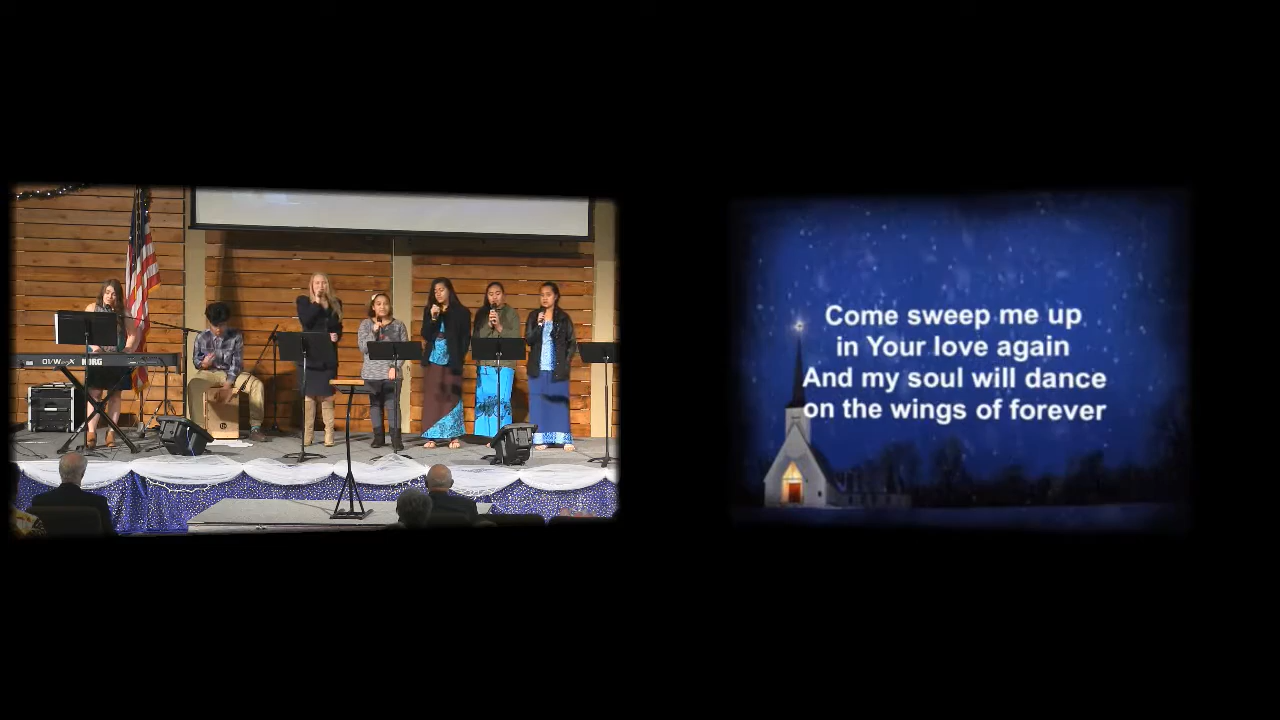 KORG
Come sweep me up
in Your love again
And my soul will dance
on the wings of forever